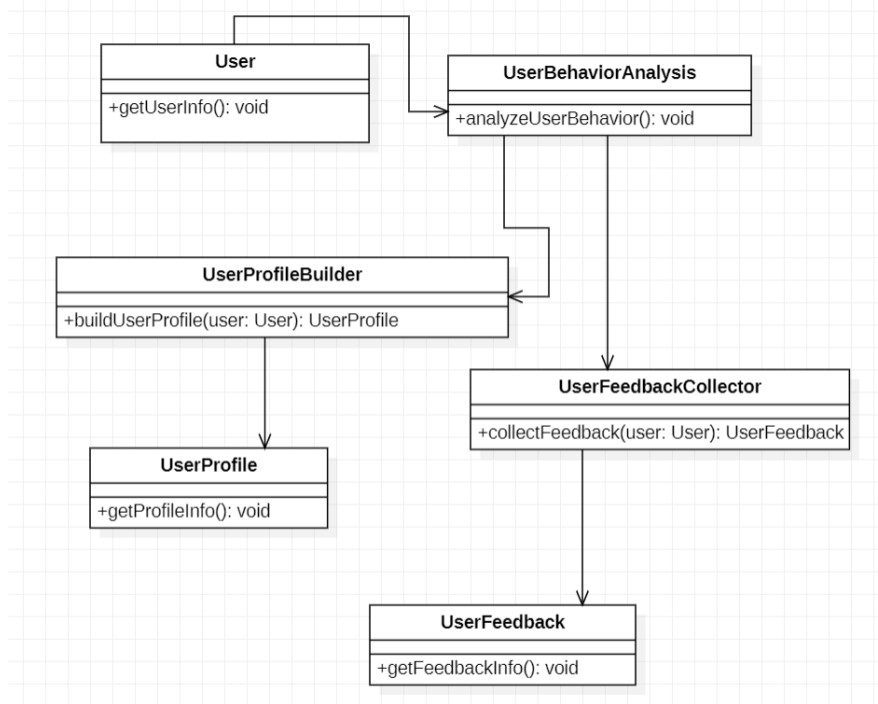 User
+getUserInfo(): void
UserBehaviorAnalysis
+analyzeUserBehavior(): void
UserProfileBuilder
+buildUserProfile(user: User): UserProfile
UserFeedbackCollector
+collectFeedback(user: User): UserFeedback
UserProfile
+getProfileInfo(): void
UserFeedback
+getFeedbackInfo(): void